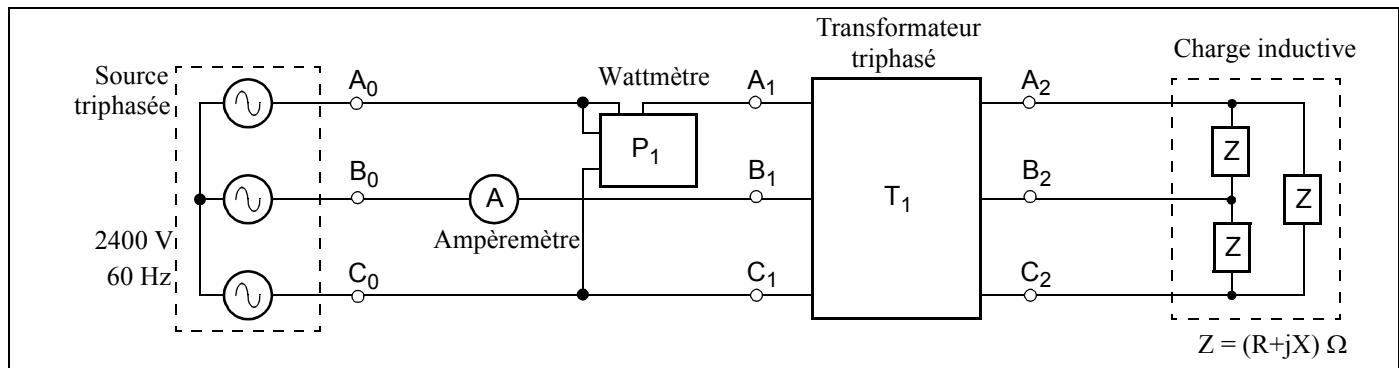 Source
triphasée
2400 V
60 Hz
A0
B0
C0
A
Ampèremètre
Wattmètre
P1
A1
B1
C1
Transformateur
triphasé
T1
A2
B2
C2
Charge inductive
Z
Z
Z
Z = (R+jX) Ω